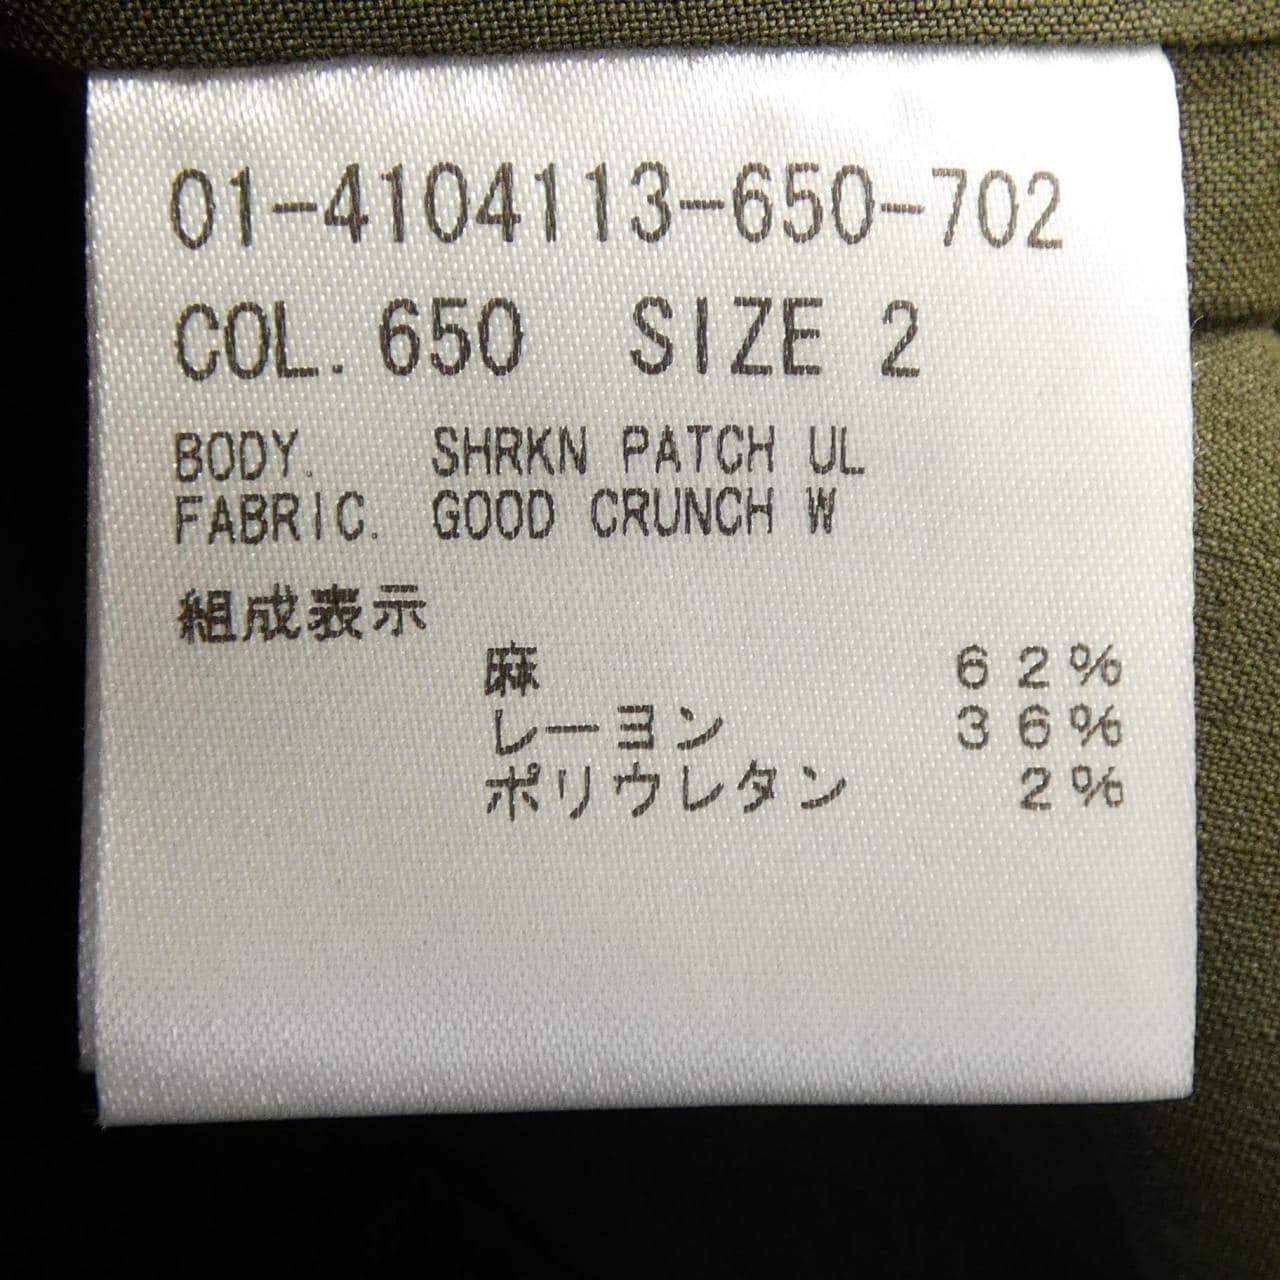 01-4104113-650-702
COL. 650 SIZE 2
BODY. SHRKN PATCH UL
FABRIC. GOOD CRUNCH W
組成表示
麻 62%
レーヨン 36%
ポリウレタン 2%